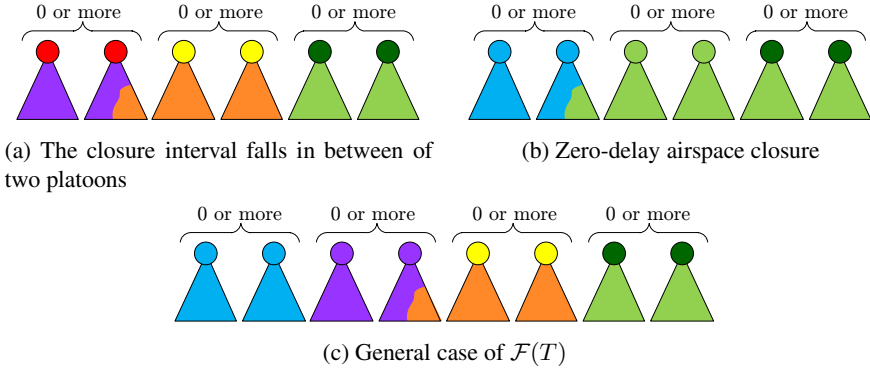 0 or more 0 or more 0 or more
0 or more 0 or more 0 or more
(a) The closure interval falls in between of
two platoons
(b) Zero-delay airspace closure
0 or more 0 or more 0 or more 0 or more
(c) General case of $\mathcal{F}(T)$